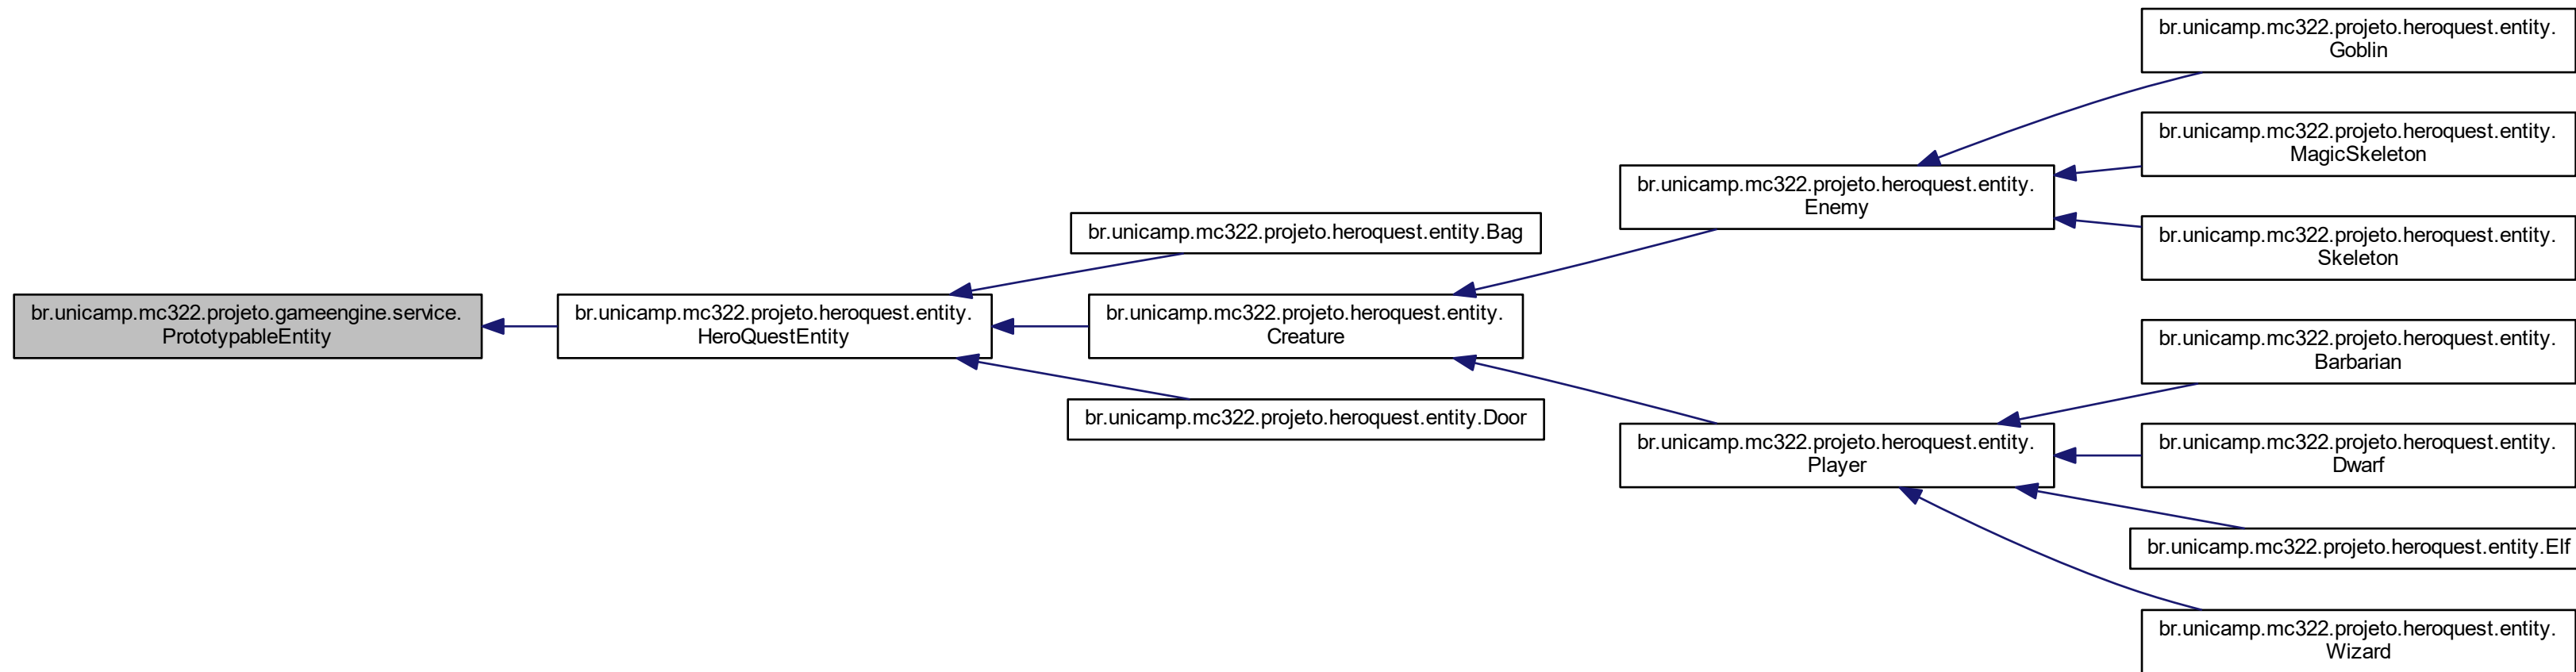 br.unicamp.mc322.projeto.gameengine.service.
PrototypableEntity
br.unicamp.mc322.projeto.heroquest.entity.
HeroQuestEntity
br.unicamp.mc322.projeto.heroquest.entity.Bag
br.unicamp.mc322.projeto.heroquest.entity.
Creature
br.unicamp.mc322.projeto.heroquest.entity.Door
br.unicamp.mc322.projeto.heroquest.entity.
Enemy
br.unicamp.mc322.projeto.heroquest.entity.
Player
br.unicamp.mc322.projeto.heroquest.entity.
Goblin
br.unicamp.mc322.projeto.heroquest.entity.
MagicSkeleton
br.unicamp.mc322.projeto.heroquest.entity.
Skeleton
br.unicamp.mc322.projeto.heroquest.entity.
Barbarian
br.unicamp.mc322.projeto.heroquest.entity.
Dwarf
br.unicamp.mc322.projeto.heroquest.entity.Elf
br.unicamp.mc322.projeto.heroquest.entity.
Wizard